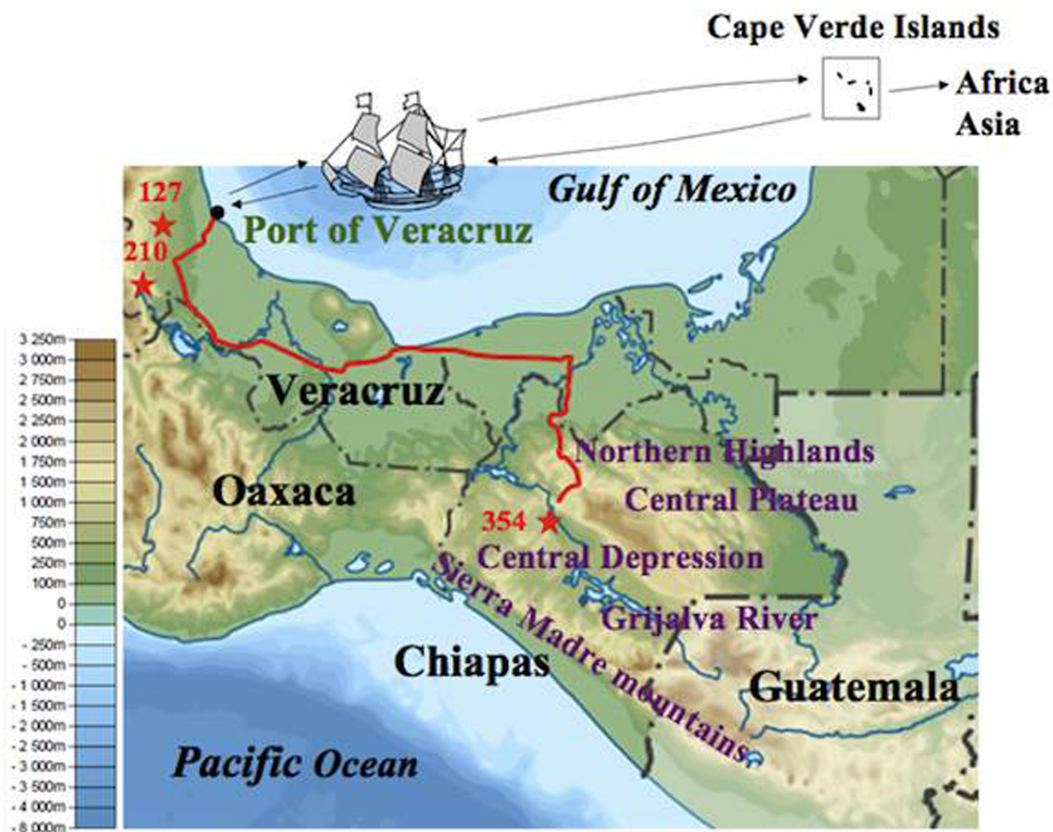 Cape Verde Islands
Africa
Asia
127
Gulf of Mexico
Port of Veracruz
210
3 250m
3 000m
2 750m
2 500m
2 250m
2 000m
1 750m
1 500m
1 000m
750m
500m
250m
100m
0
0
- 250m
- 500m
- 1 000m
- 1 500m
- 2 000m
- 2 500m
- 3 000m
- 3 500m
- 4 000m
- 8 000m
Veracruz
Northern Highlands
Oaxaca
Central Plateau
354
Central Depression
Sierra Madre mountains
Grijalva River
Chiapas
Guatemala
Pacific Ocean